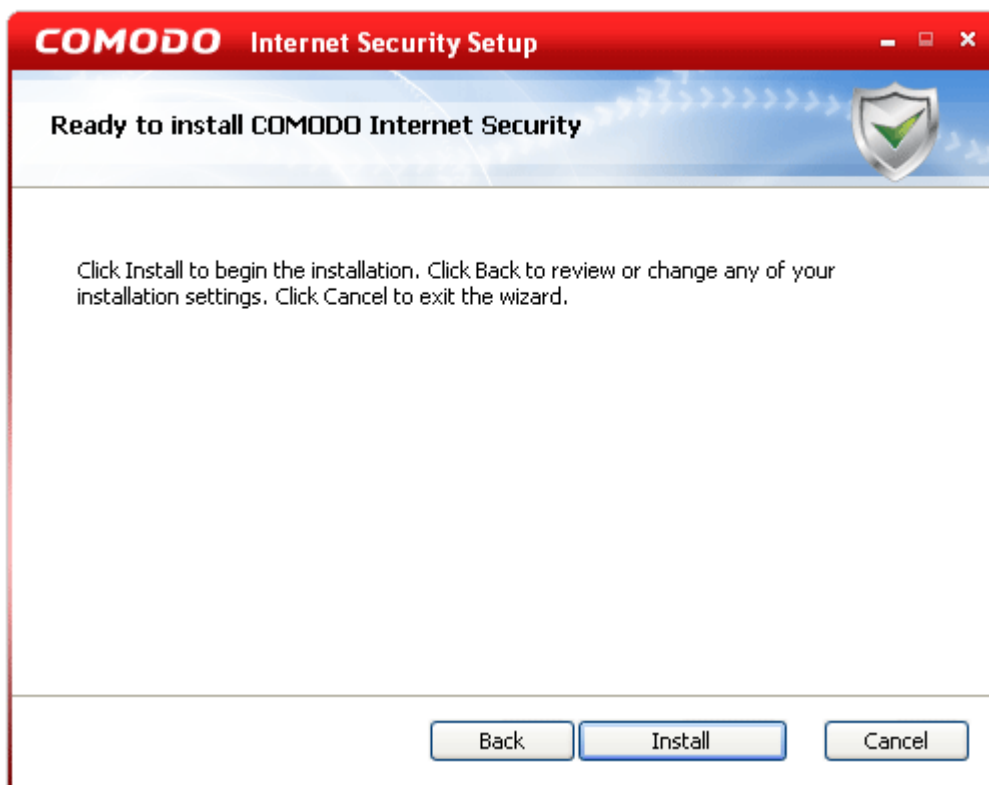 COMODO Internet Security Setup
Ready to install COMODO Internet Security
Click Install to begin the installation. Click Back to review or change any of your
installation settings. Click Cancel to exit the wizard.
Back Install Cancel